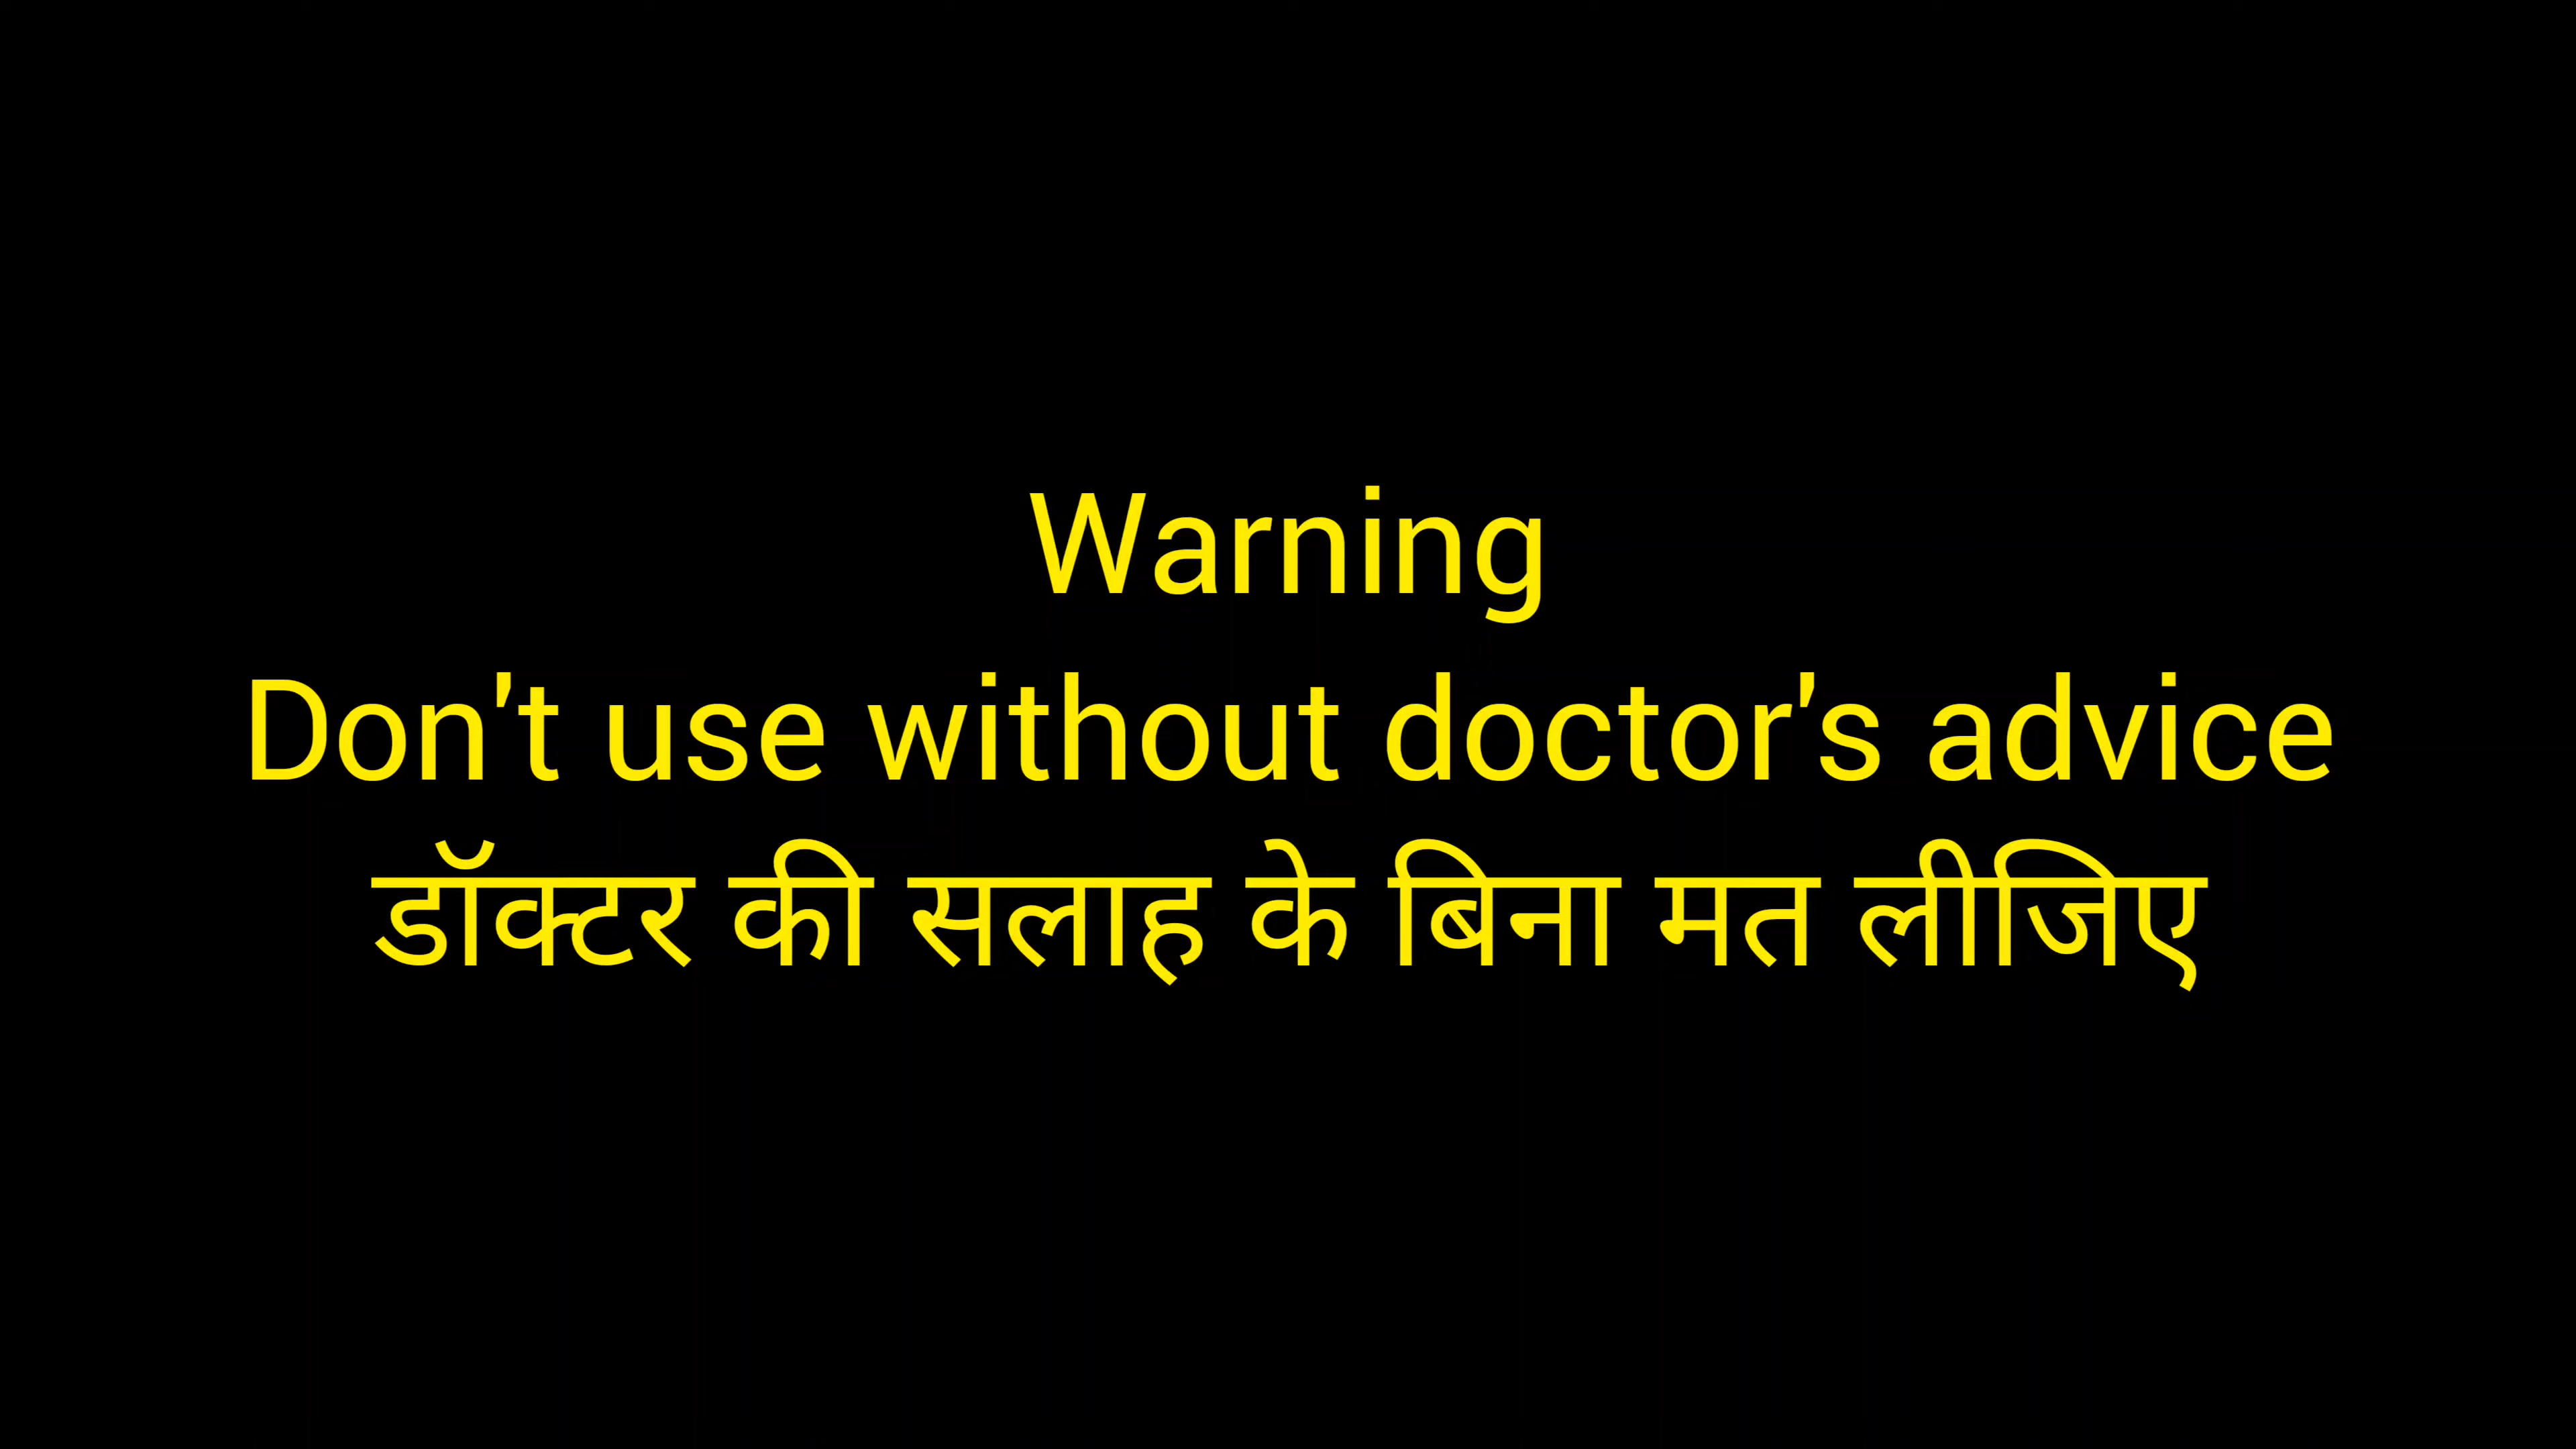 Warning
Don't use without doctor's advice
डॉक्टर की सलाह के बिना मत लीजिए